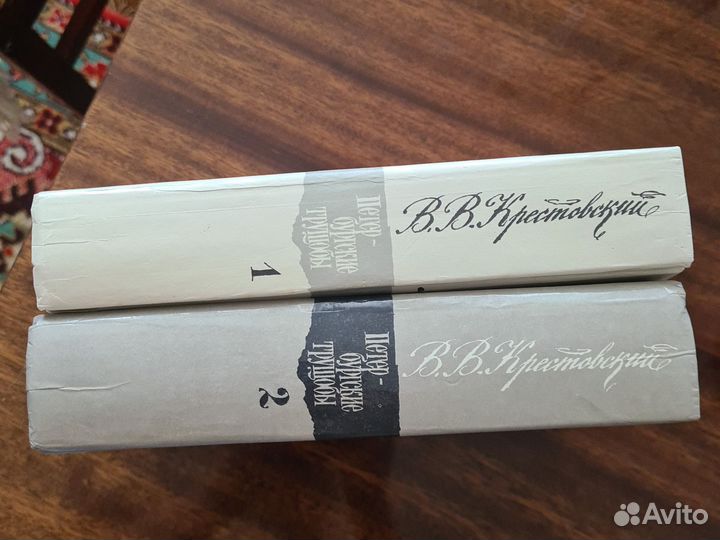 В. В. Крестовский
Петер-
бургские
трущобы
1
В. В. Крестовский
Петер-
бургские
трущобы
2
Avito